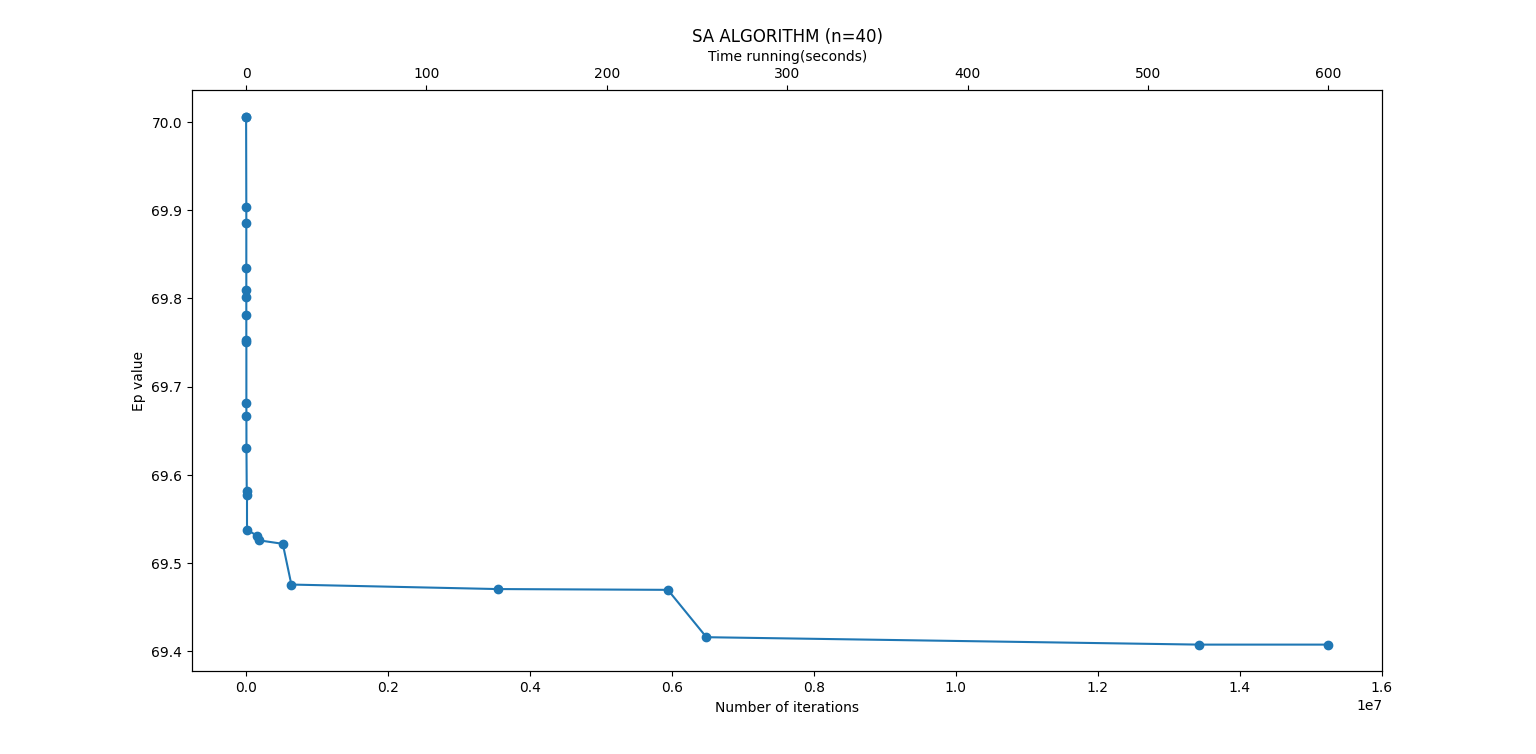 SA ALGORITHM (n=40)
Time running(seconds)
0 100 200 300 400 500 600
70.0
69.9
69.8
69.7
69.6
69.5
69.4
Ep value
0.0 0.2 0.4 0.6 0.8 1.0 1.2 1.4 1.6
1e7
Number of iterations